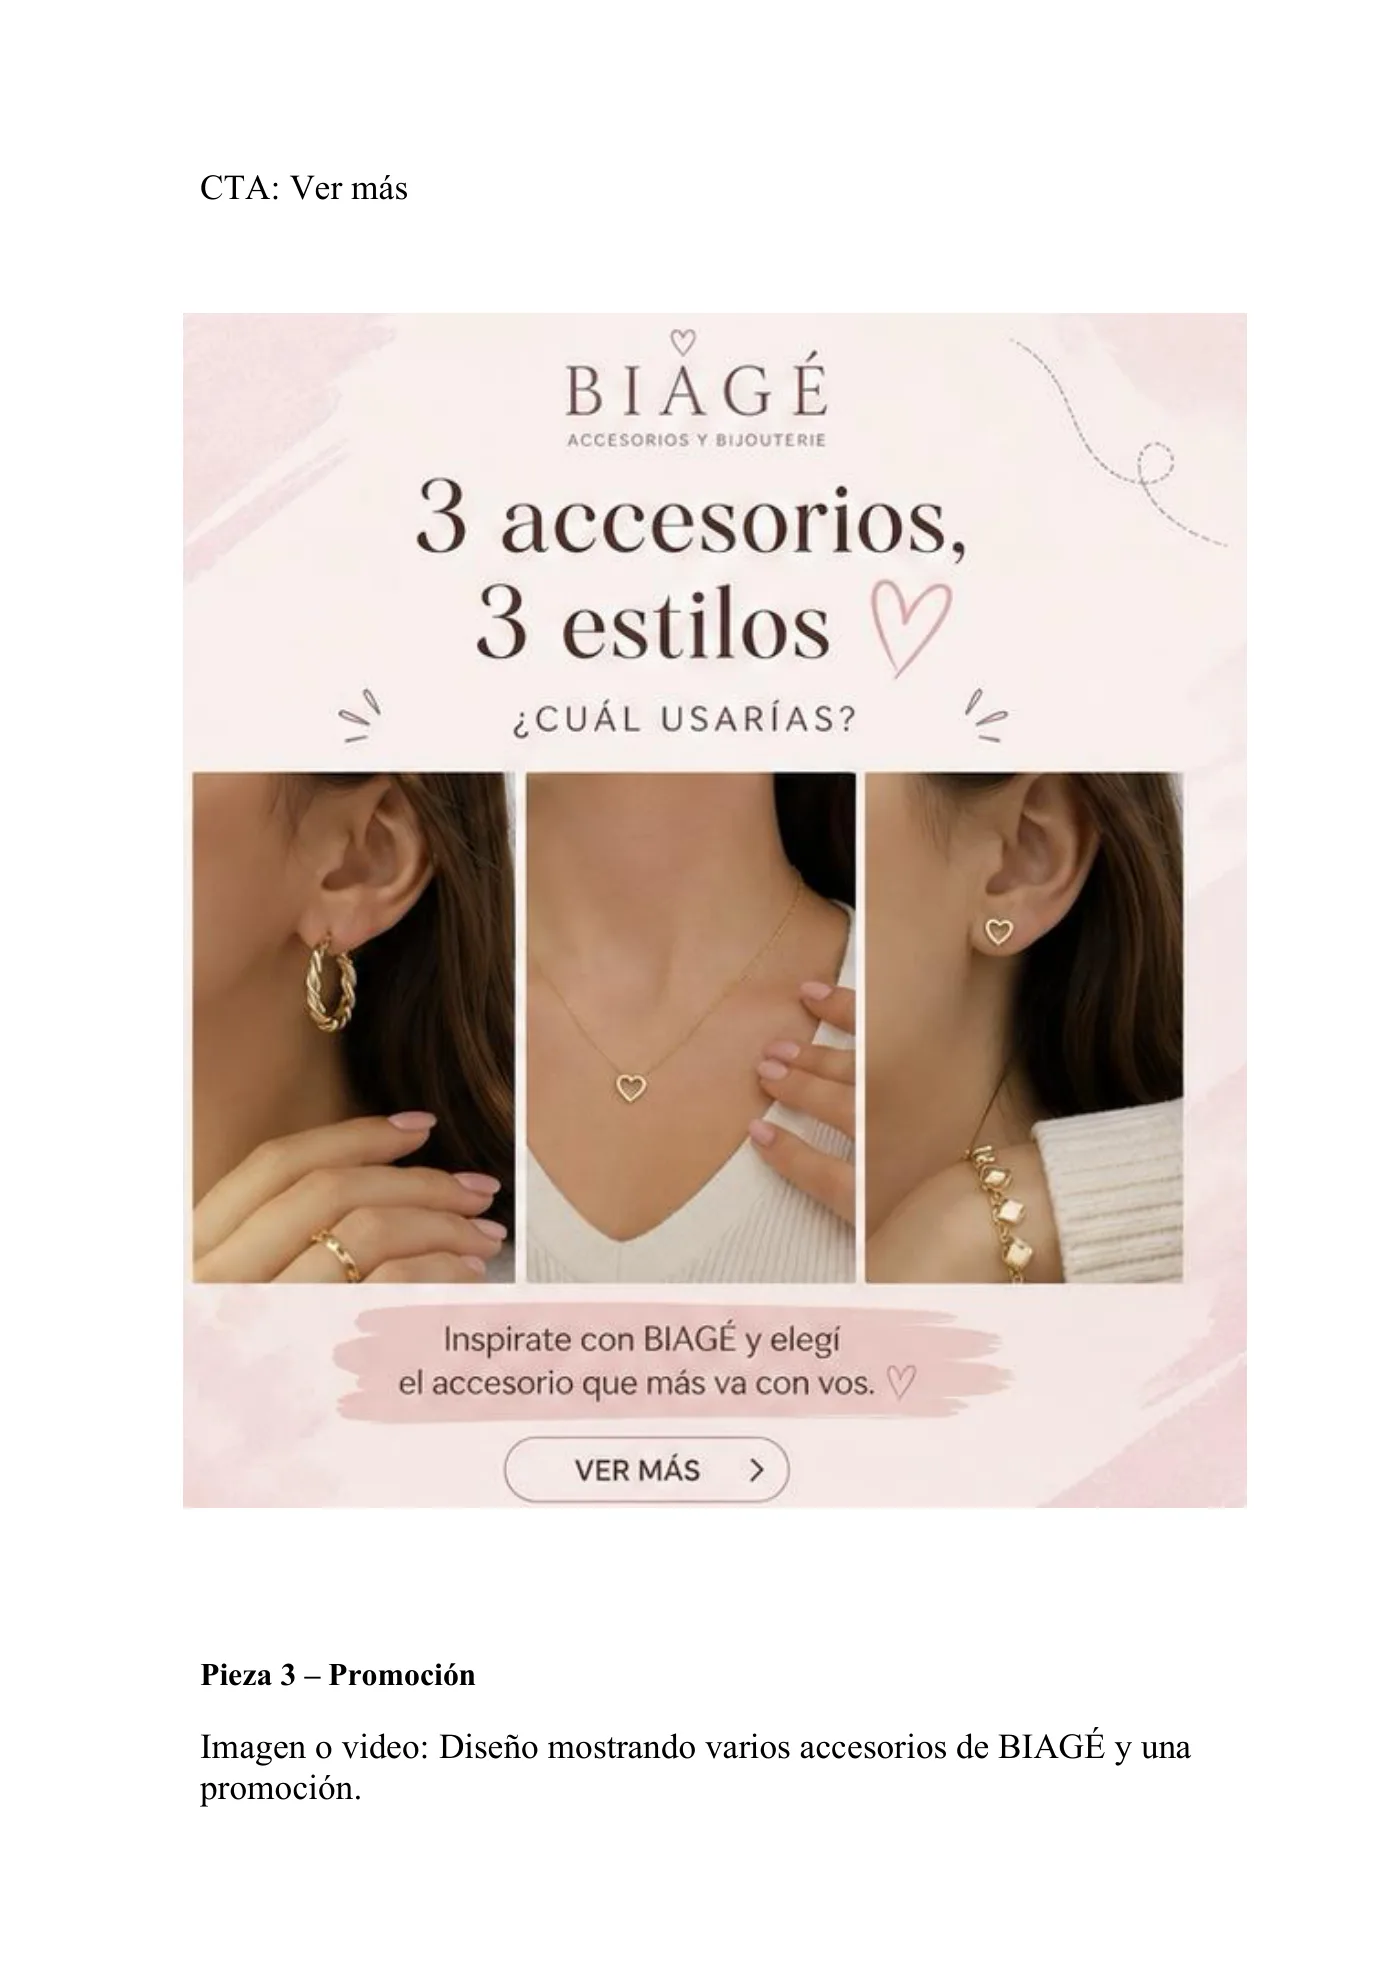 CTA: Ver más
BIAGÉ
ACCESORIOS Y BIJOUTERIE
3 accesorios,
3 estilos
¿CUÁL USARÍAS?
Inspirate con BIAGÉ y elegí
el accesorio que más va con vos.
VER MÁS
Pieza 3 – Promoción
Imagen o video: Diseño mostrando varios accesorios de BIAGÉ y una
promoción.